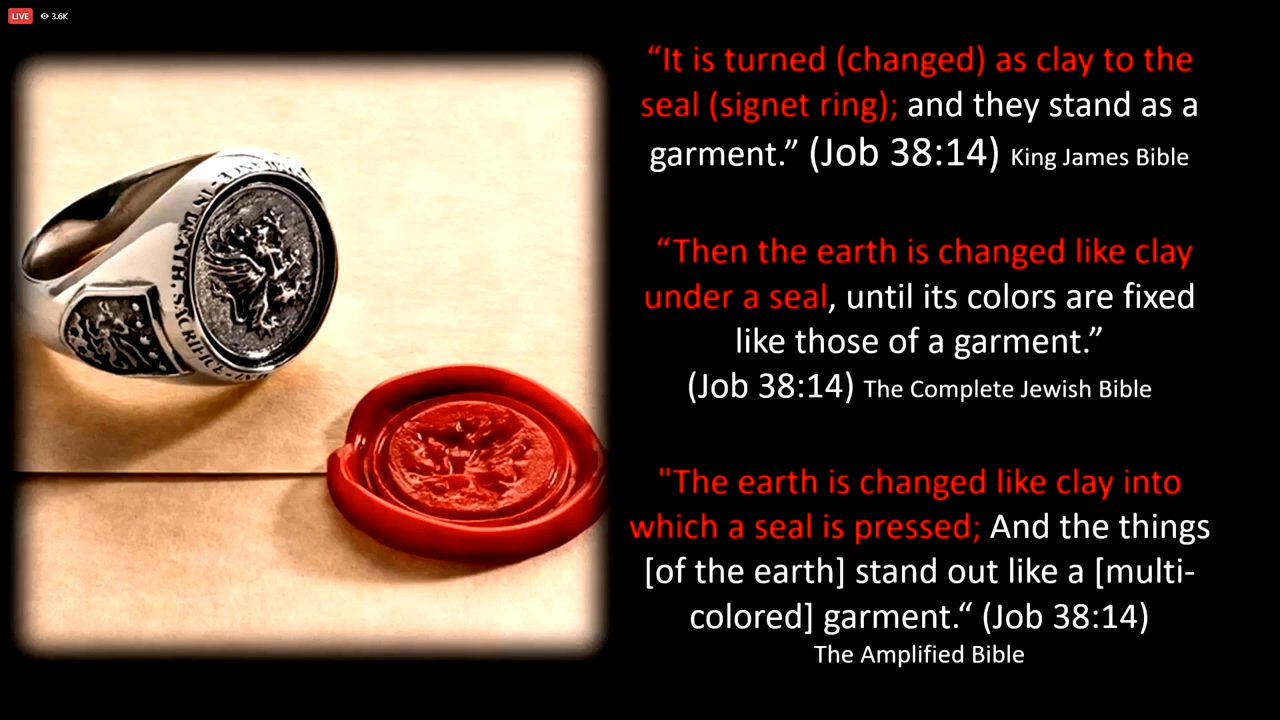 LIVE 3.6K
“It is turned (changed) as clay to the
seal (signet ring); and they stand as a
garment.” (Job 38:14) King James Bible
“Then the earth is changed like clay
under a seal, until its colors are fixed
like those of a garment.”
(Job 38:14) The Complete Jewish Bible
"The earth is changed like clay into
which a seal is pressed; And the things
[of the earth] stand out like a [multi-
colored] garment.“ (Job 38:14)
The Amplified Bible
IN DEATH. SACRIFICE